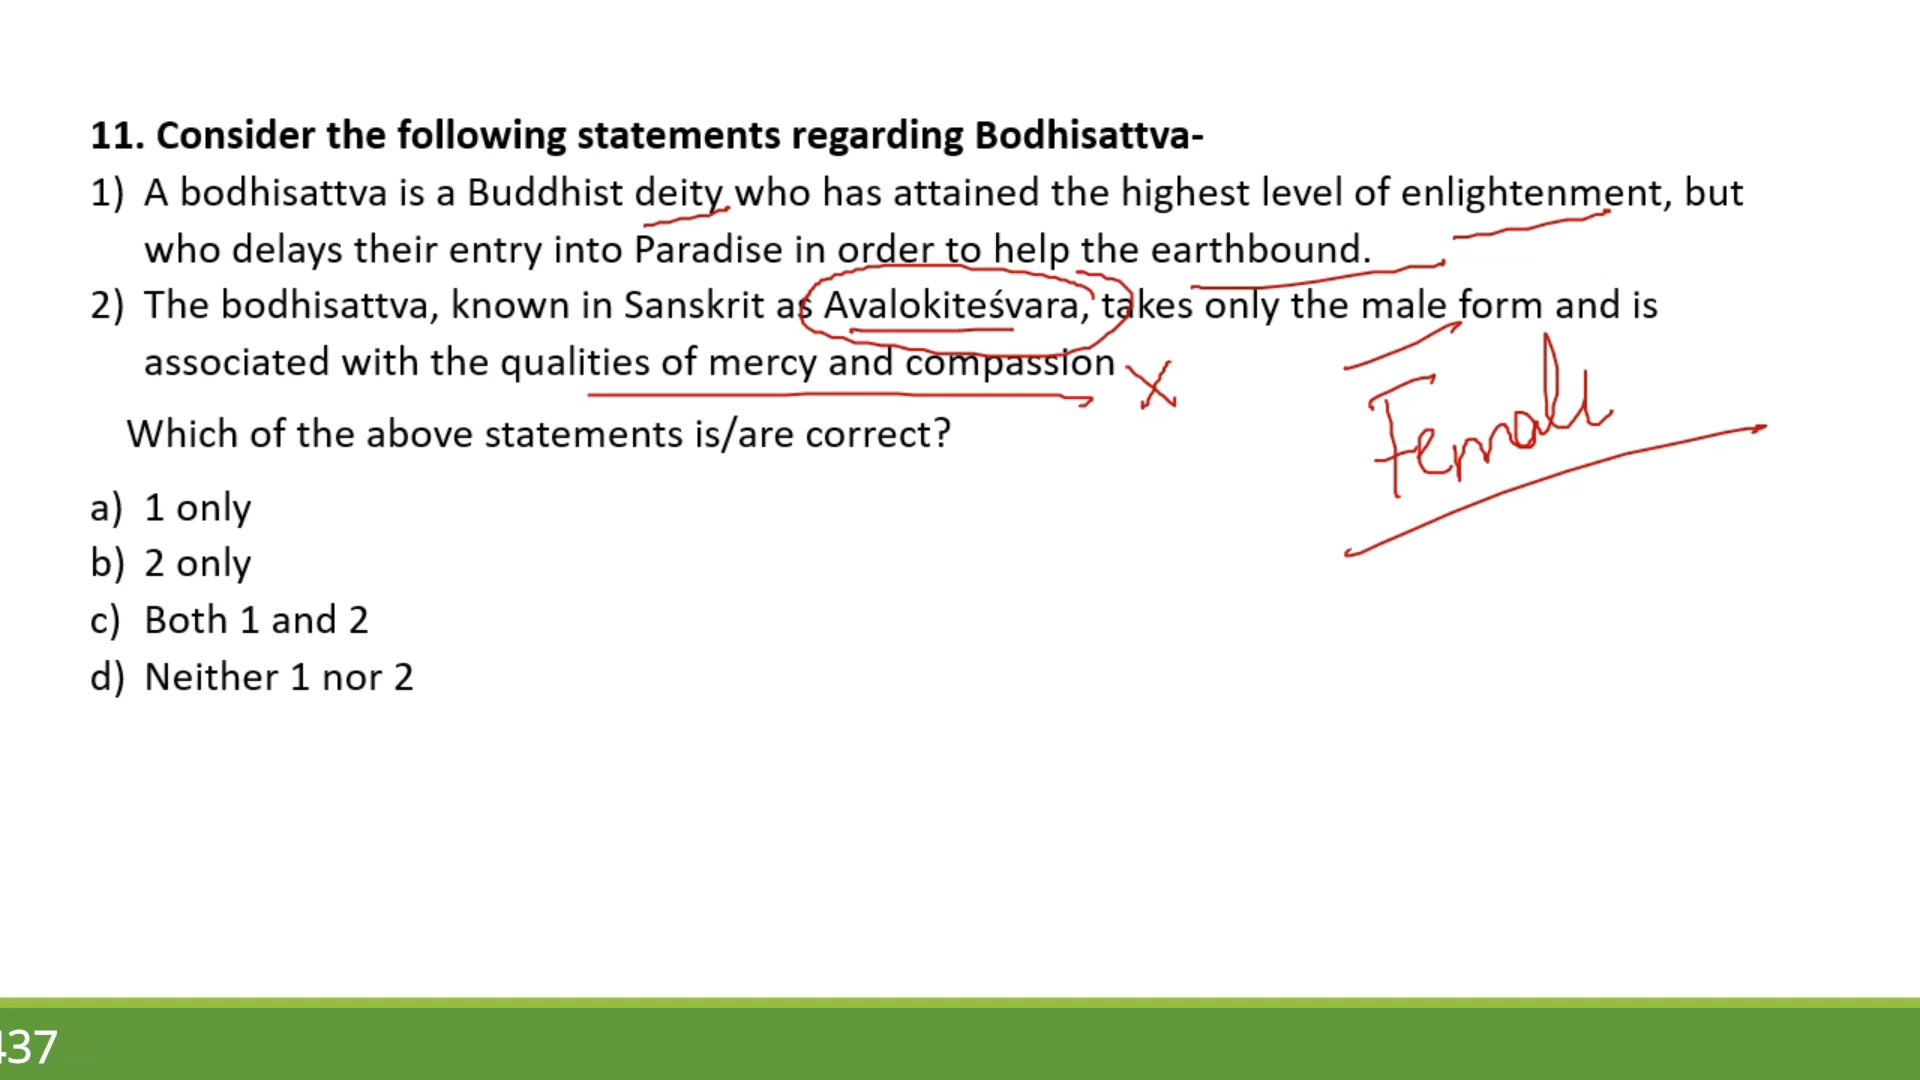 11. Consider the following statements regarding Bodhisattva-
1) A bodhisattva is a Buddhist deity who has attained the highest level of enlightenment, but
who delays their entry into Paradise in order to help the earthbound.
2) The bodhisattva, known in Sanskrit as Avalokiteśvara, takes only the male form and is
associated with the qualities of mercy and compassion
Female
Which of the above statements is/are correct?
a) 1 only
b) 2 only
c) Both 1 and 2
d) Neither 1 nor 2
437